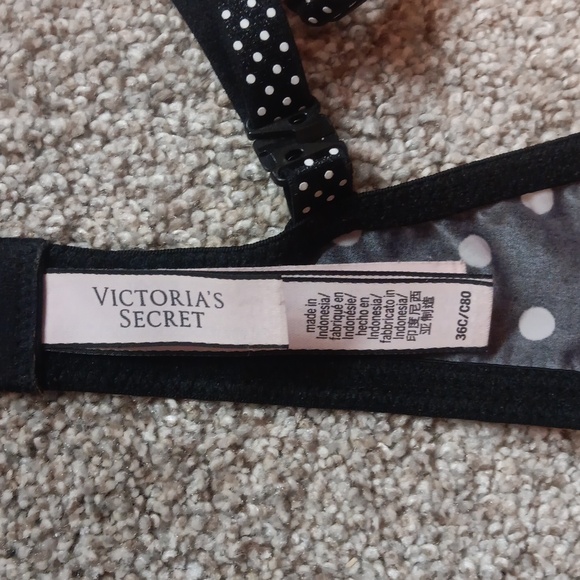 VICTORIA'S
SECRET
made in
Indonesia/
fabriqué en
Indonésie/
hecho en
Indonesia/
fabricato in
Indonesia/
印度尼西
亚制造
36C/C80